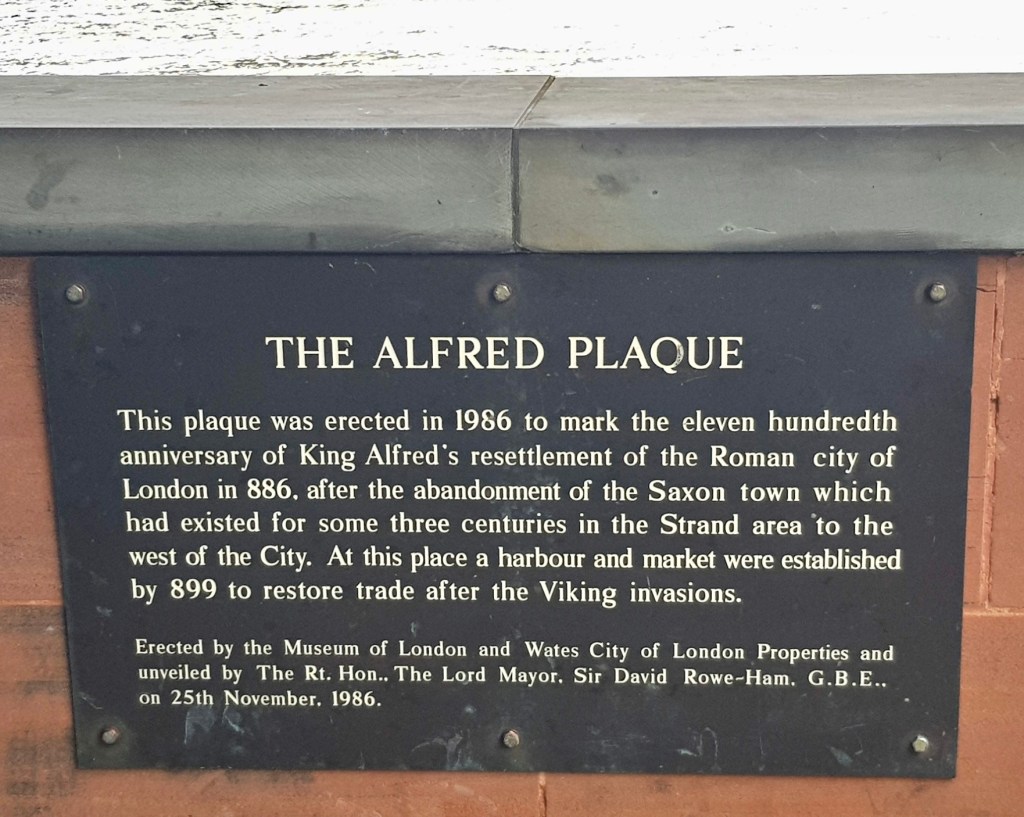 THE ALFRED PLAQUE
This plaque was erected in 1986 to mark the eleven hundredth
anniversary of King Alfred's resettlement of the Roman city of
London in 886, after the abandonment of the Saxon town which
had existed for some three centuries in the Strand area to the
west of the City. At this place a harbour and market were established
by 899 to restore trade after the Viking invasions.
Erected by the Museum of London and Wates City of London Properties and
unveiled by The Rt. Hon., The Lord Mayor, Sir David Rowe-Ham, G.B.E.,
on 25th November, 1986.